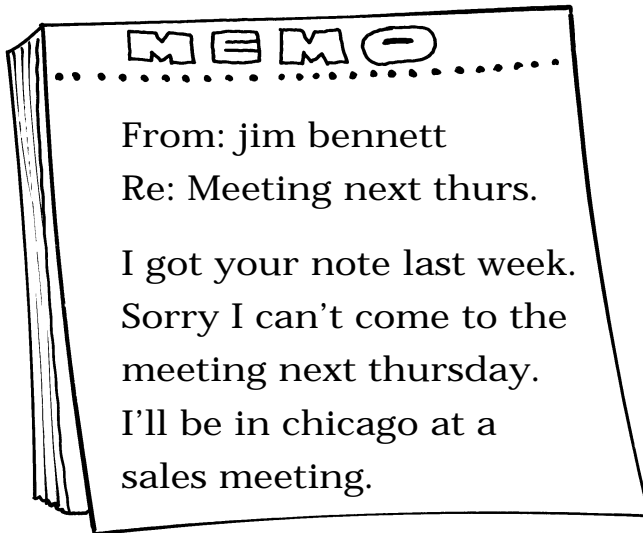 MEMO
From: jim bennett
Re: Meeting next thurs.
I got your note last week.
Sorry I can't come to the
meeting next thursday.
I'll be in chicago at a
sales meeting.